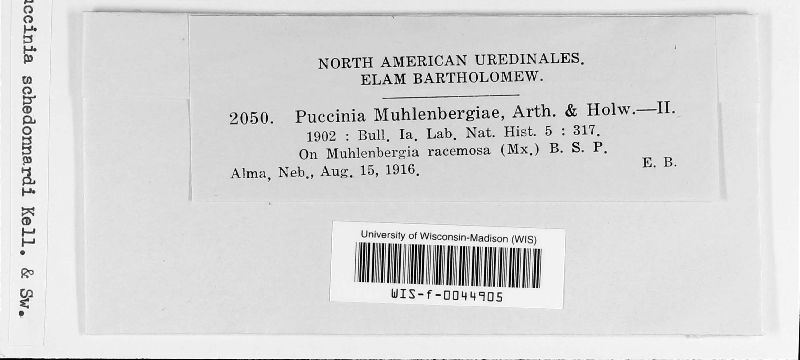 uccinia schedonnardi Kell. & Sw.
NORTH AMERICAN UREDINALES.
ELAM BARTHOLOMEW.
2050. Puccinia Muhlenbergiae, Arth. & Holw.—II.
1902 : Bull. Ia. Lab. Nat. Hist. 5 : 317.
On Muhlenbergia racemosa (Mx.) B. S. P.
Alma, Neb., Aug. 15, 1916. E. B.
University of Wisconsin-Madison (WIS)
WIS-f-0044905